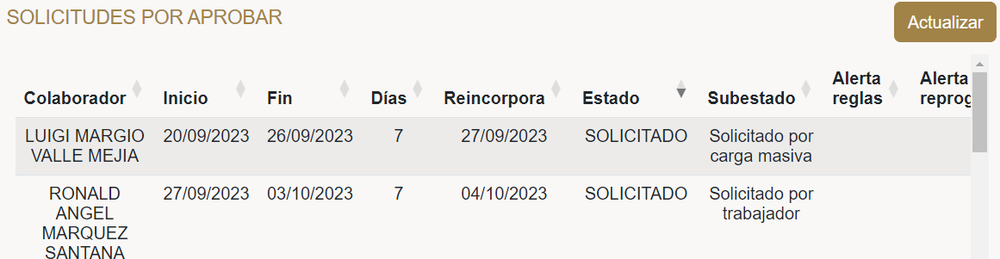 SOLICITUDES POR APROBAR
Actualizar
Colaborador Inicio Fin Días Reincorpora Estado Subestado Alerta reglas Alerta
LUIGI MARGIO 20/09/2023 26/09/2023 7 27/09/2023 SOLICITADO Solicitado por
VALLE MEJIA carga masiva
RONALD 27/09/2023 03/10/2023 7 04/10/2023 SOLICITADO Solicitado por
ANGEL trabajador
MARQUEZ
SANTANA